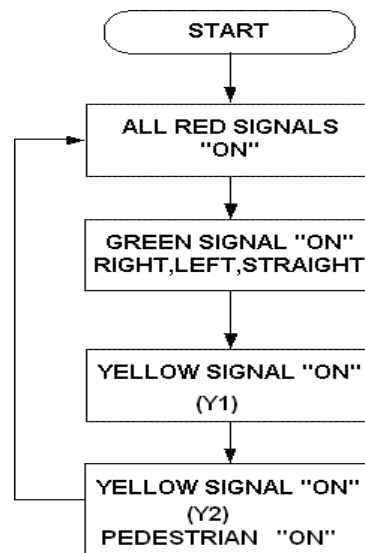 START
ALL RED SIGNALS
"ON"
GREEN SIGNAL "ON"
RIGHT,LEFT,STRAIGHT
YELLOW SIGNAL "ON"
(Y1)
YELLOW SIGNAL "ON"
(Y2)
PEDESTRIAN "ON"